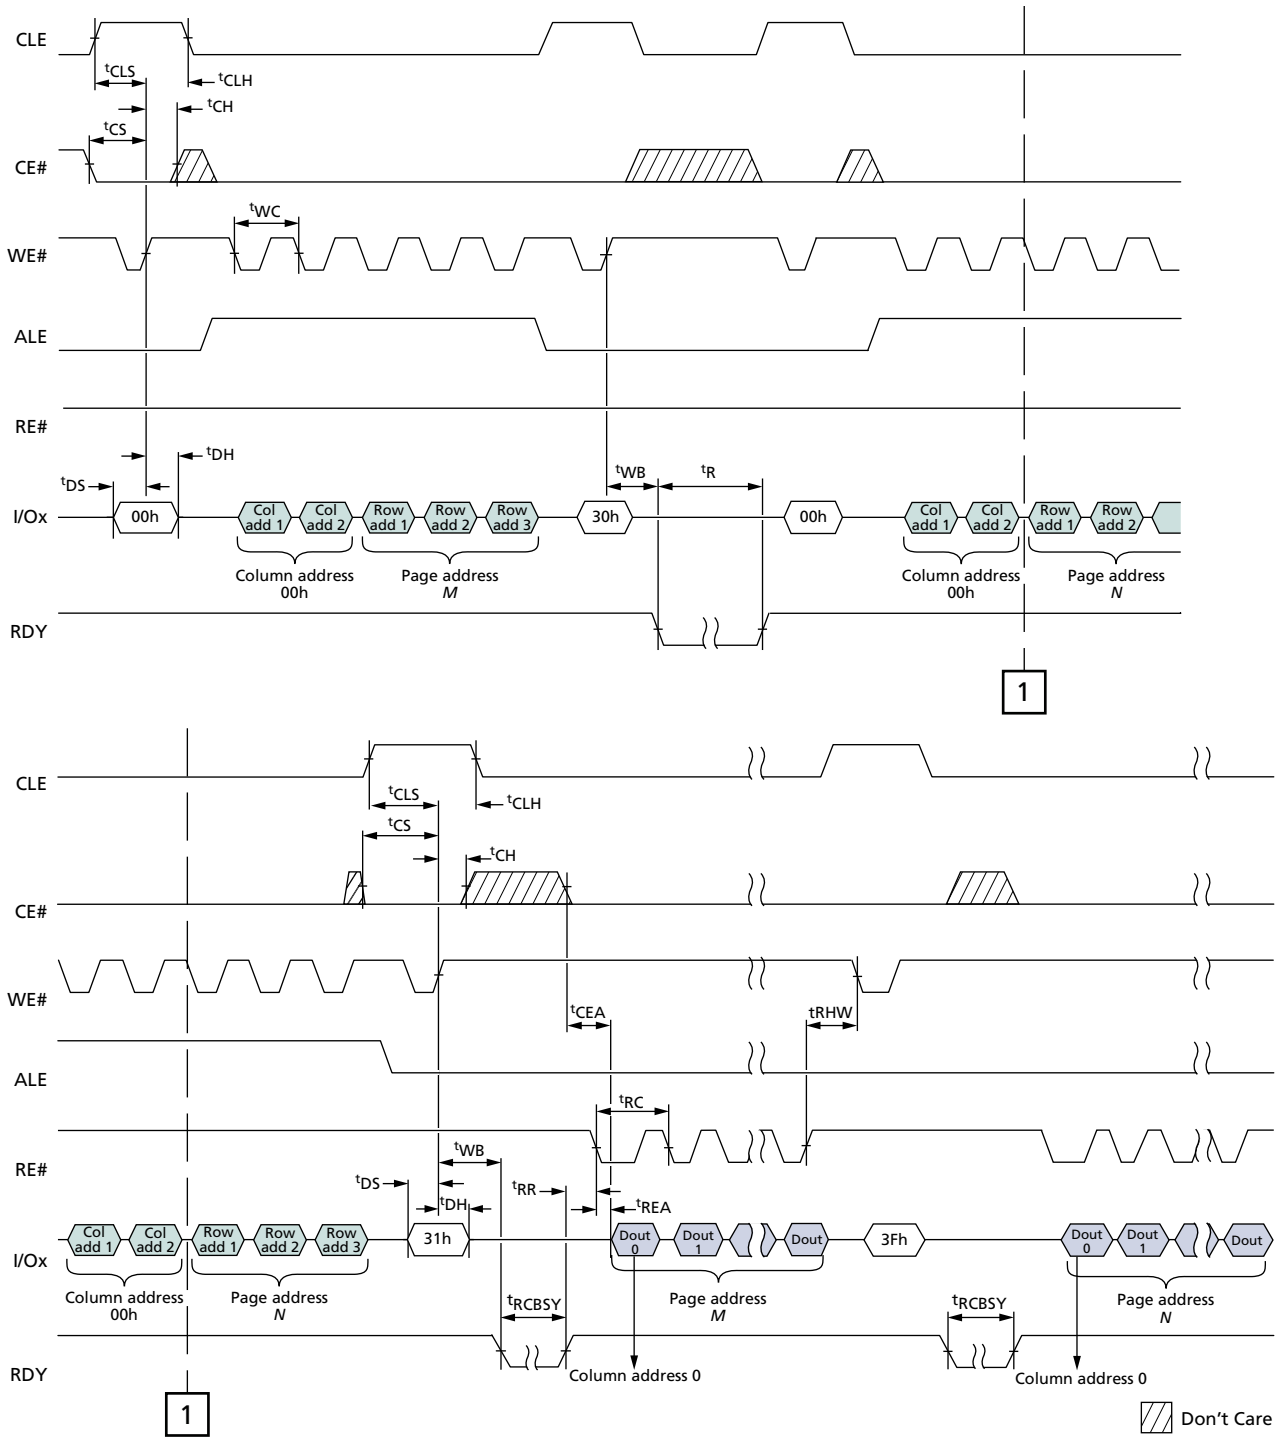 CLE
tCLS
tCLH
tCH
tCS
CE#
tWC
WE#
ALE
RE#
tDH
tDS
tWB
tR
I/Ox
00h
Col add 1
Col add 2
Row add 1
Row add 2
Row add 3
30h
00h
Col add 1
Col add 2
Row add 1
Row add 2
Column address
00h
Page address
M
Column address
00h
Page address
N
RDY
1
CLE
tCLS
tCLH
tCS
tCH
CE#
WE#
tCEA
tRHW
ALE
tRC
RE#
tWB
tDS
tDH
tRR
tREA
I/Ox
Col add 1
Col add 2
Row add 1
Row add 2
Row add 3
31h
Dout 0
Dout 1
Dout
3Fh
Dout 0
Dout 1
Dout
Column address
00h
Page address
N
tRCBSY
Page address
M
tRCBSY
Page address
N
RDY
Column address 0
Column address 0
1
Don't Care